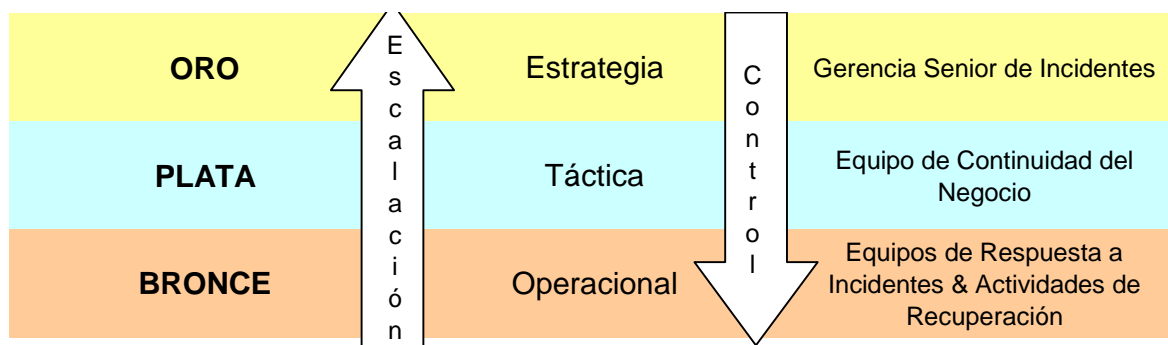 ORO
Escalación
Estrategia
Control
Gerencia Senior de Incidentes
PLATA
Táctica
Equipo de Continuidad del
Negocio
BRONCE
Operacional
Equipos de Respuesta a
Incidentes & Actividades de
Recuperación